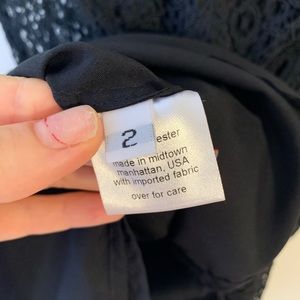 2
ester
made in midtown
manhattan, USA
with imported fabric
over for care